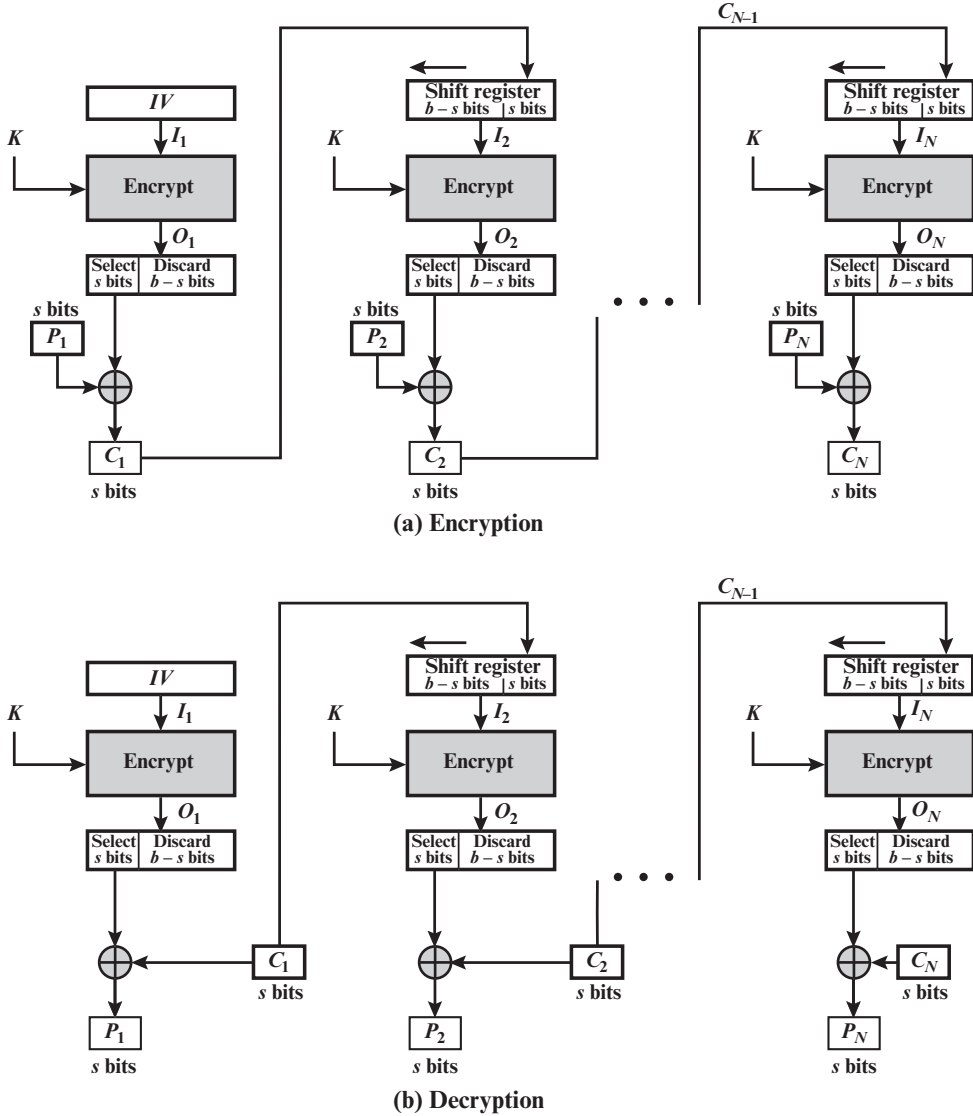 C_{N–1}
Shift register
b – s bits | s bits
Shift register
b – s bits | s bits
IV
K
I_1
K
I_2
K
I_N
Encrypt
Encrypt
Encrypt
O_1
O_2
O_N
Select
s bits
Discard
b – s bits
Select
s bits
Discard
b – s bits
Select
s bits
Discard
b – s bits
s bits
P_1
s bits
P_2
• • •
s bits
P_N
C_1
s bits
C_2
s bits
C_N
s bits
(a) Encryption
C_{N–1}
Shift register
b – s bits | s bits
Shift register
b – s bits | s bits
IV
K
I_1
K
I_2
K
I_N
Encrypt
Encrypt
Encrypt
O_1
O_2
O_N
Select
s bits
Discard
b – s bits
Select
s bits
Discard
b – s bits
Select
s bits
Discard
b – s bits
• • •
C_1
s bits
C_2
s bits
C_N
s bits
P_1
s bits
P_2
s bits
P_N
s bits
(b) Decryption